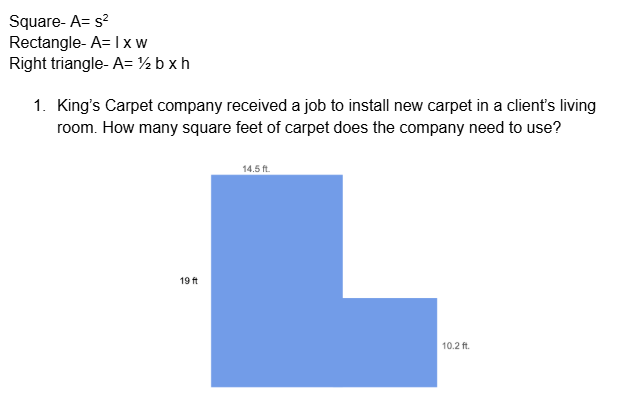 Square- A= s²
Rectangle- A= l x w
Right triangle- A= ½ b x h
1. King's Carpet company received a job to install new carpet in a client's living
room. How many square feet of carpet does the company need to use?
14.5 ft.
19 ft
10.2 ft.